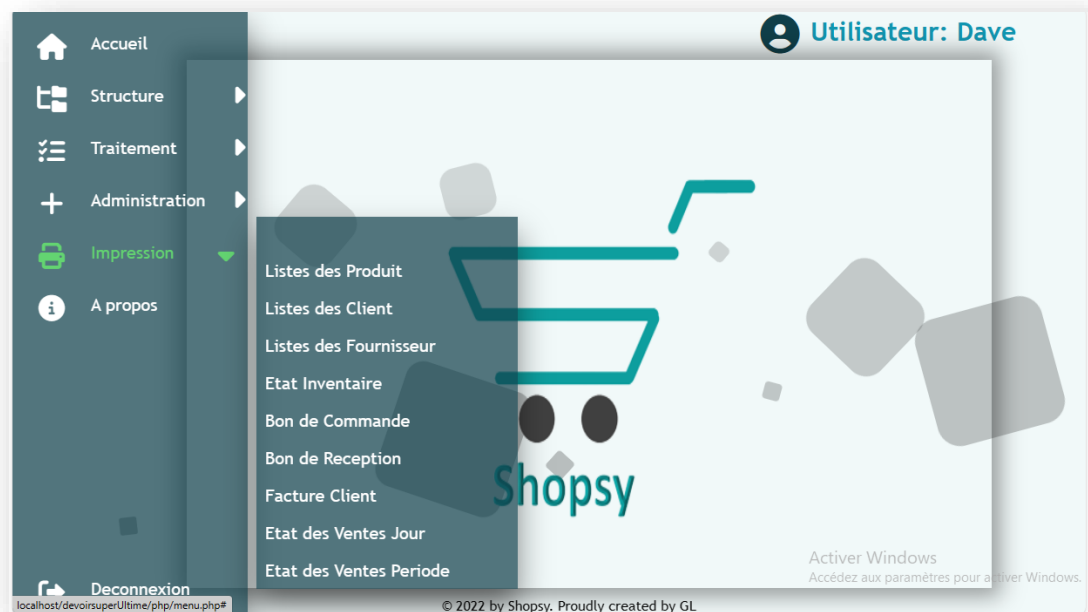 Utilisateur: Dave
Accueil
Structure
Traitement
Administration
Impression
A propos
Deconnexion
Listes des Produit
Listes des Client
Listes des Fournisseur
Etat Inventaire
Bon de Commande
Bon de Reception
Facture Client
Etat des Ventes Jour
Etat des Ventes Periode
Shopsy
Activer Windows
Accédez aux paramètres pour activer Windows.
localhost/devoirsuperUltime/php/menu.php#
© 2022 by Shopsy. Proudly created by GL